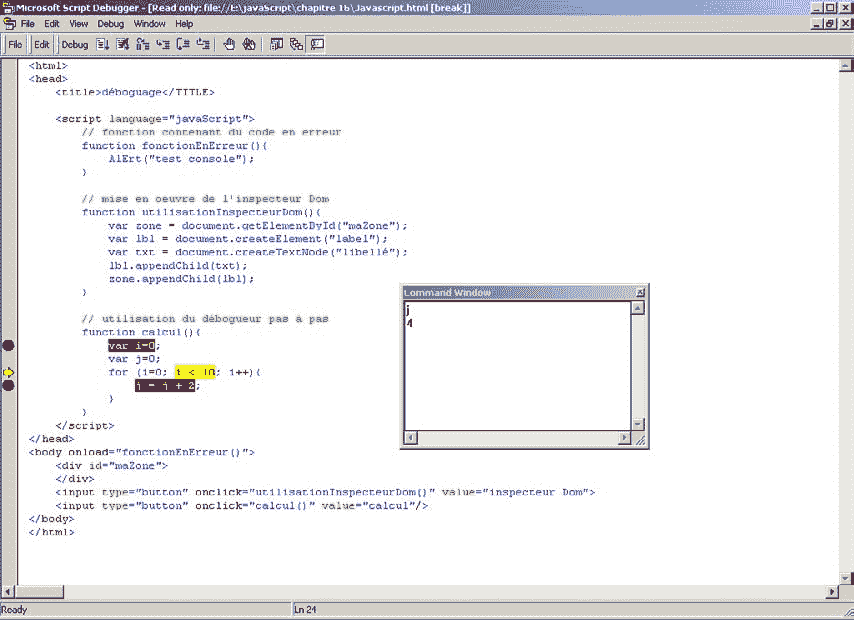 Microsoft Script Debugger - [Read only: file://E:\javaScript\chapitre 16\Javascript.html [break]]
File Edit View Debug Window Help
File Edit Debug
<html>
<head>
<title>déboguage</TITLE>
<script language="javaScript">
// fonction contenant du code en erreur
function fonctionEnErreur(){
AlErt("test console");
}
// mise en oeuvre de l'inspecteur Dom
function utilisationInspecteurDom(){
var zone = document.getElementById("maZone");
var lbl = document.createElement("label");
var txt = document.createTextNode("libellé");
lbl.appendChild(txt);
zone.appendChild(lbl);
}
// utilisation du débogueur pas à pas
function calcul(){
var i=0;
var j=0;
for (i=0; i < 10; i++){
j = j + 2;
}
}
</script>
</head>
<body onload="fonctionEnErreur()">
<div id="maZone">
</div>
<input type="button" onclick="utilisationInspecteurDom()" value="inspecteur Dom">
<input type="button" onclick="calcul()" value="calcul"/>
</body>
</html>
Command Window
j
4
Ready
Ln 24